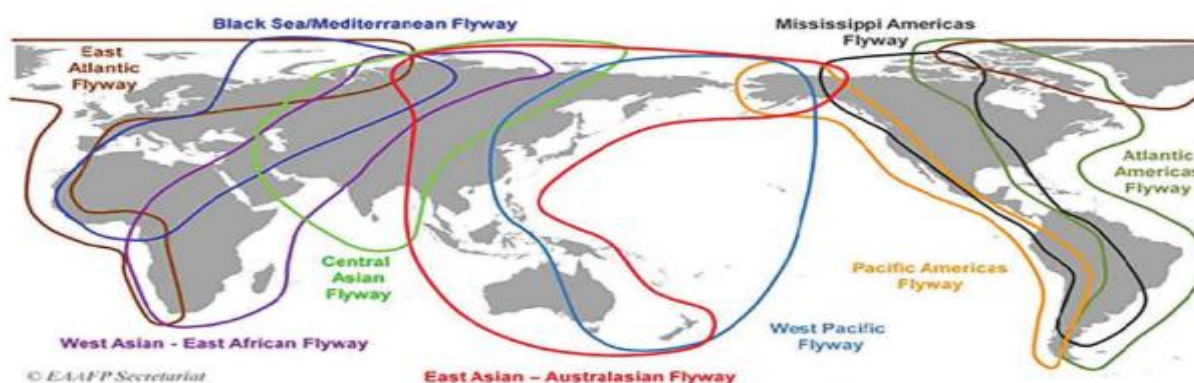 Black Sea/Mediterranean Flyway
Mississippi Americas
Flyway
East
Atlantic
Flyway
Atlantic
Americas
Flyway
Central
Asian
Flyway
Pacific Americas
Flyway
West Asian - East African Flyway
West Pacific
Flyway
© EAAFP Secretariat
East Asian – Australasian Flyway